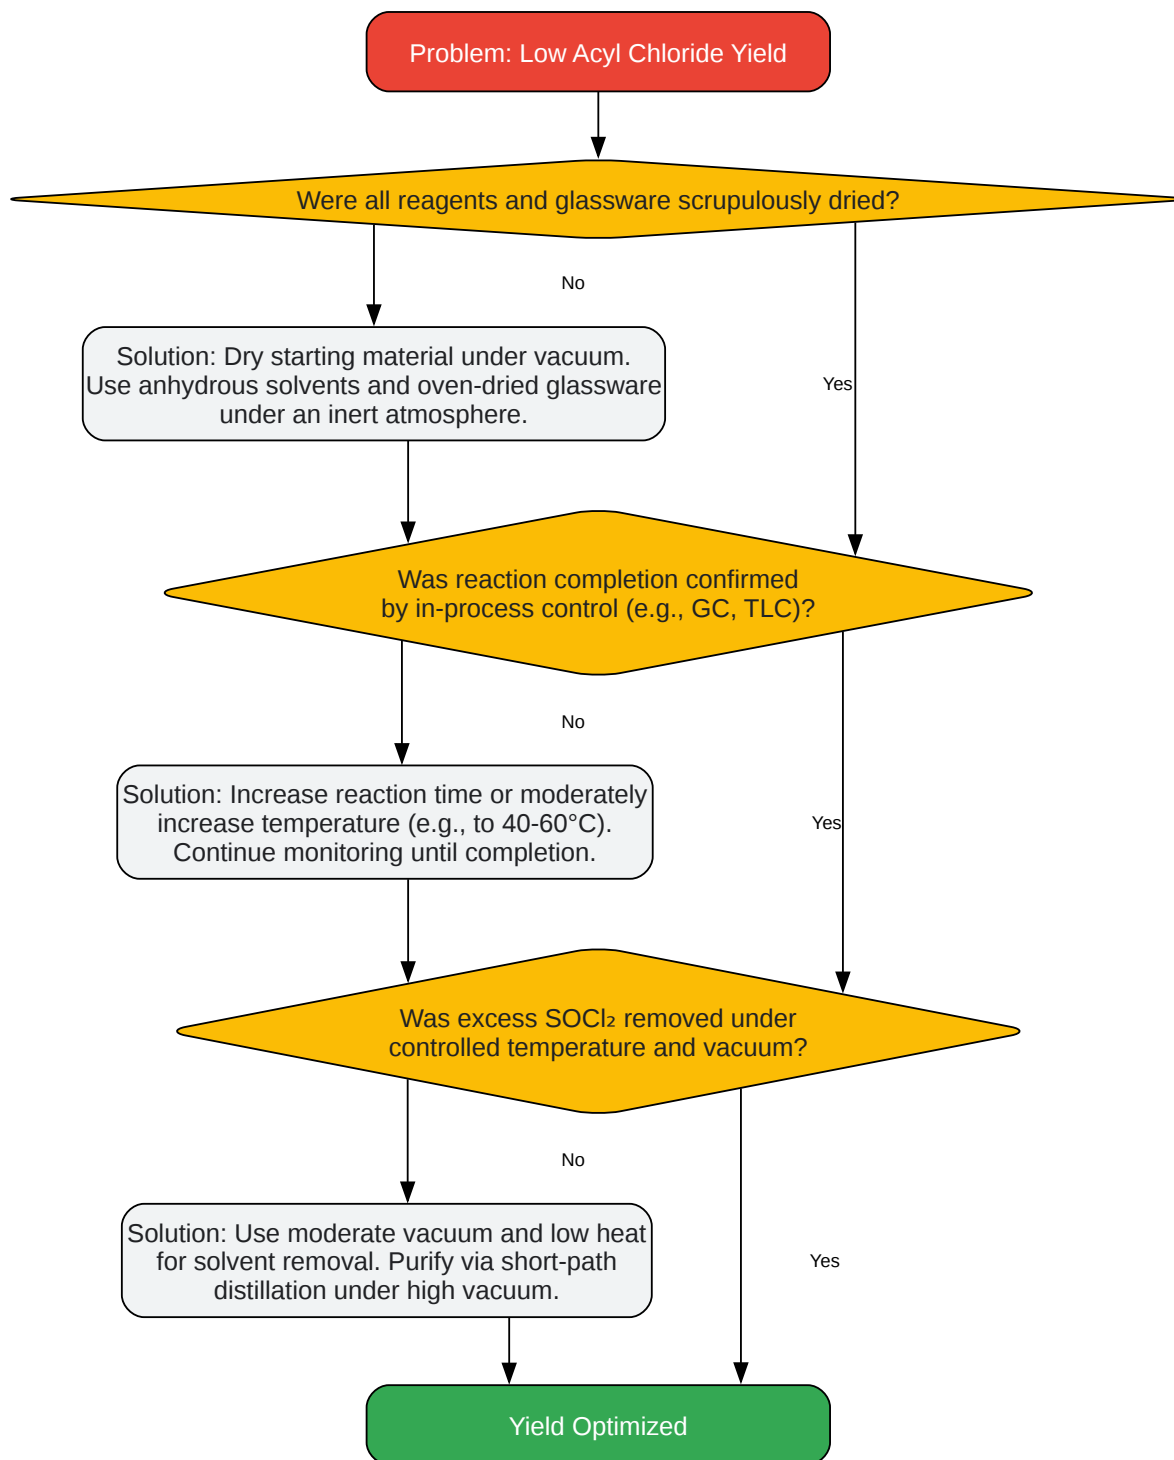 Problem: Low Acyl Chloride Yield
Were all reagents and glassware scrupulously dried?
No
Solution: Dry starting material under vacuum.
Use anhydrous solvents and oven-dried glassware
under an inert atmosphere.
Yes
Was reaction completion confirmed
by in-process control (e.g., GC, TLC)?
No
Solution: Increase reaction time or moderately
increase temperature (e.g., to 40-60°C).
Continue monitoring until completion.
Yes
Was excess SOCl₂ removed under
controlled temperature and vacuum?
No
Solution: Use moderate vacuum and low heat
for solvent removal. Purify via short-path
distillation under high vacuum.
Yes
Yield Optimized